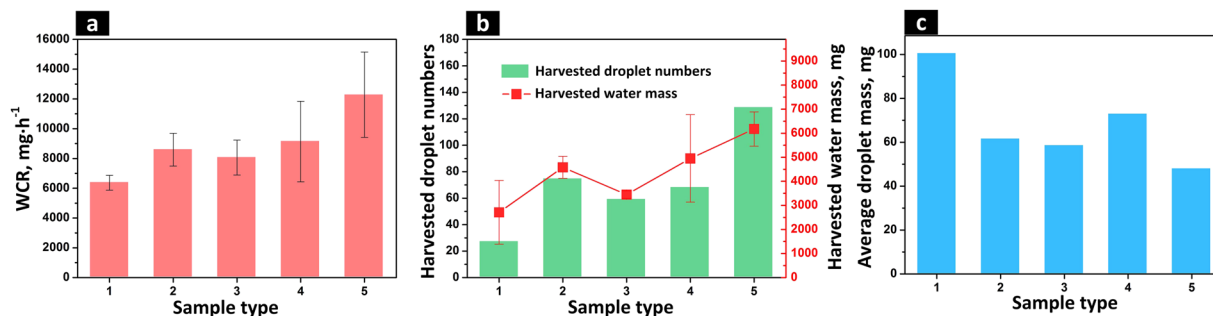 a
16000
14000
12000
10000
8000
6000
4000
2000
0
WCR, mg·h⁻¹
1 2 3 4 5
Sample type
b
180
160
140
120
100
80
60
40
20
0
Harvested droplet numbers
Harvested droplet numbers
Harvested water mass
9000
8000
7000
6000
5000
4000
3000
2000
1000
0
Harvested water mass, mg
1 2 3 4 5
Sample type
c
100
80
60
40
20
0
Average droplet mass, mg
1 2 3 4 5
Sample type